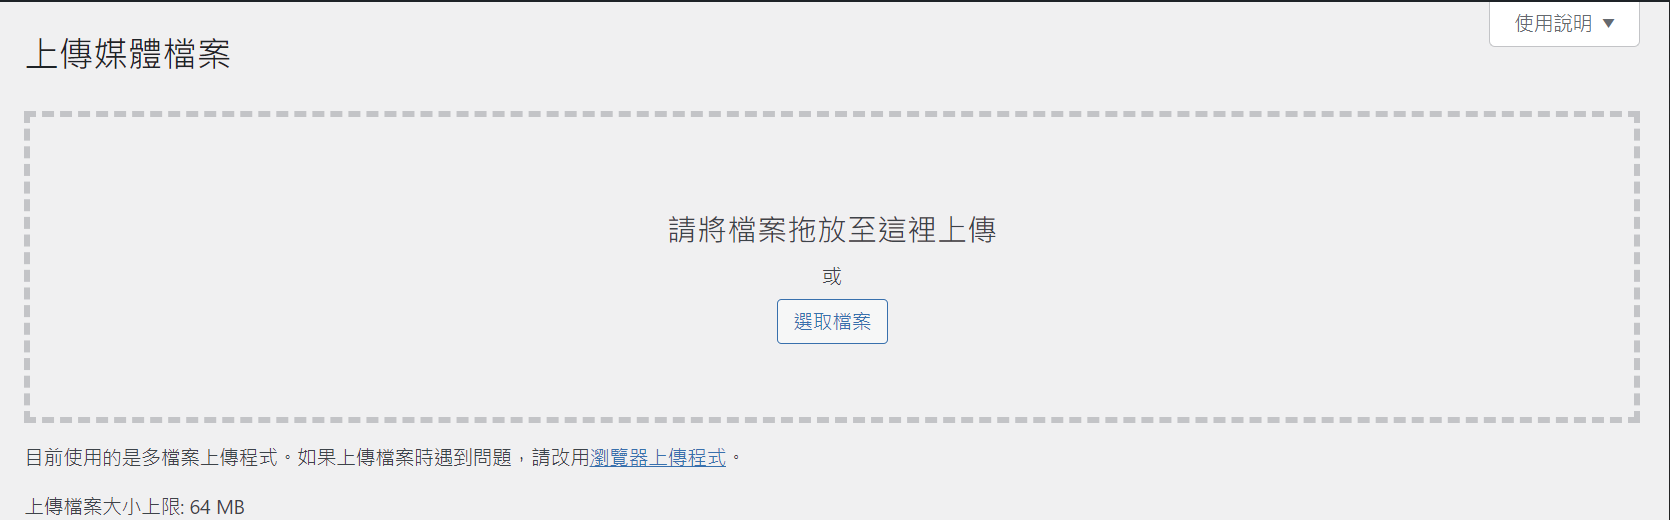 使用說明 ▼
上傳媒體檔案
請將檔案拖放至這裡上傳
或
選取檔案
目前使用的是多檔案上傳程式。如果上傳檔案時遇到問題，請改用瀏覽器上傳程式。
上傳檔案大小上限: 64 MB